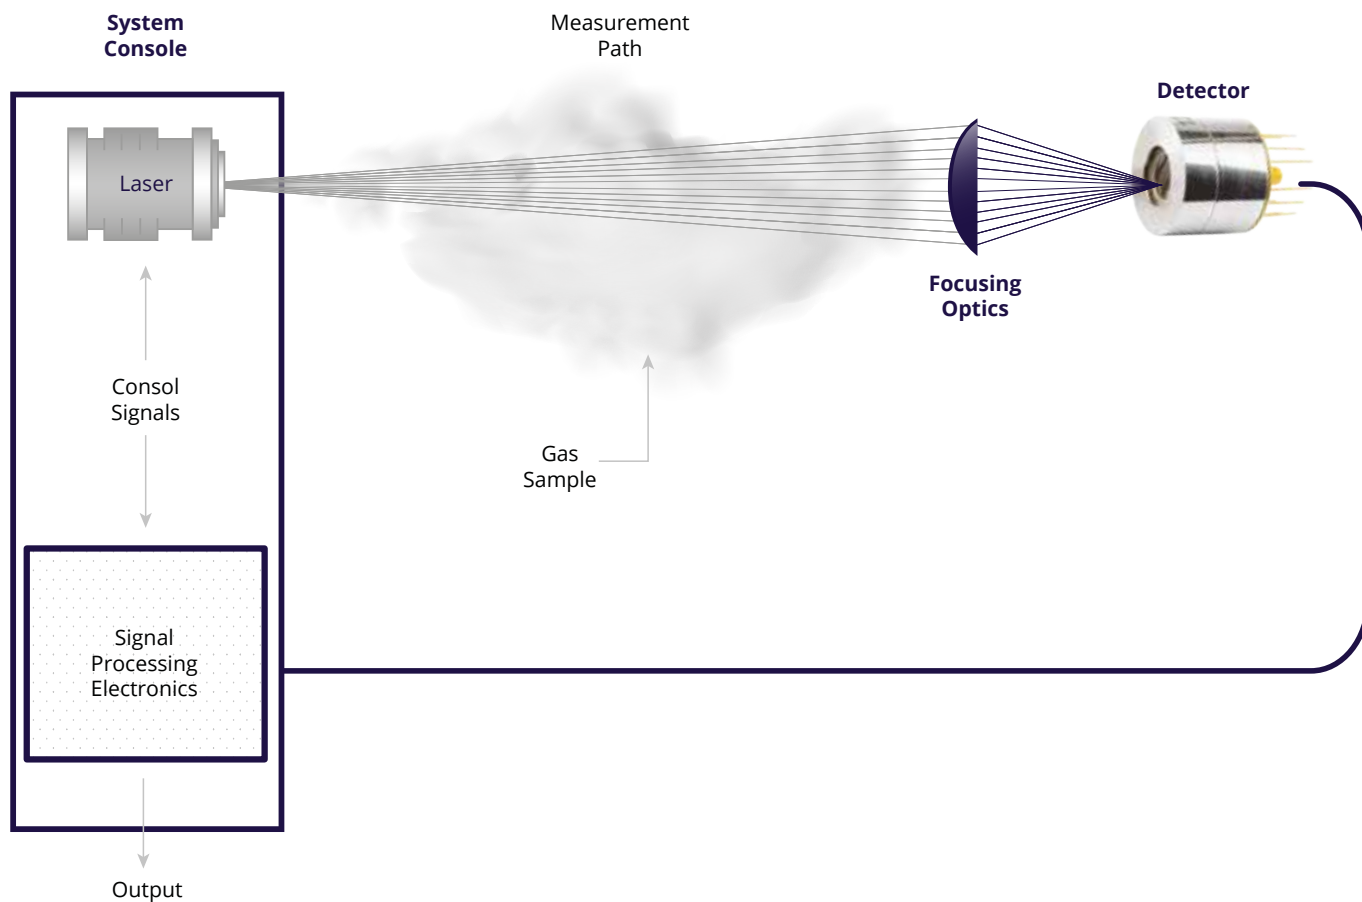 System
Console
Measurement
Path
Detector
Laser
Focusing
Optics
Consol
Signals
Gas
Sample
Signal
Processing
Electronics
Output